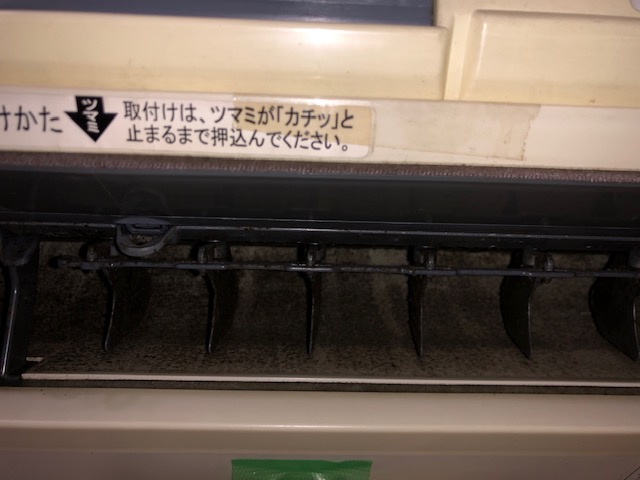 けかた
ツマミ
取付けは、ツマミが「カチッ」と
止まるまで押込んでください。